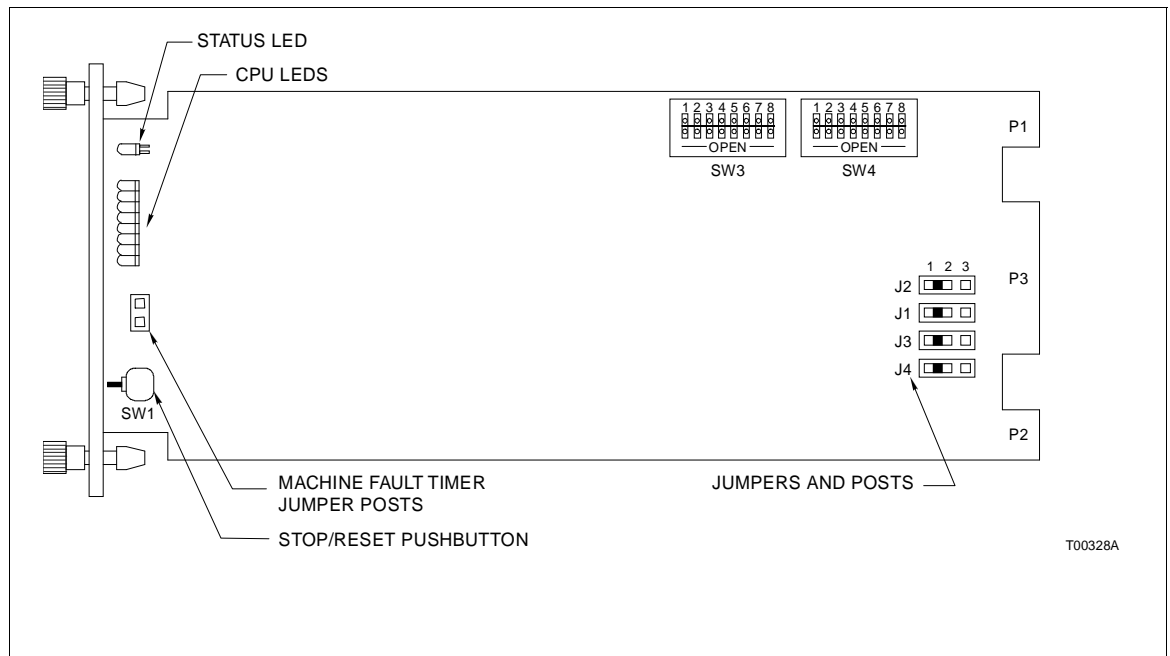 STATUS LED
CPU LEDS
1 2 3 4 5 6 7 8
OPEN
SW3
1 2 3 4 5 6 7 8
OPEN
SW4
P1
1 2 3
J2
P3
J1
J3
J4
SW1
P2
MACHINE FAULT TIMER
JUMPER POSTS
JUMPERS AND POSTS
STOP/RESET PUSHBUTTON
T00328A